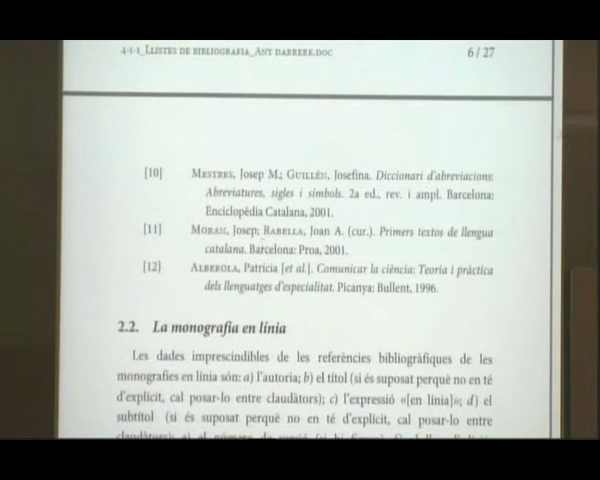 4-1-1_Llistes de bibliografia_Ant darrere.doc 6 / 27
[10] Mestres, Josep M.; Guillén, Josefina. Diccionari d'abreviacions:
Abreviatures, sigles i símbols. 2a ed., rev. i ampl. Barcelona:
Enciclopèdia Catalana, 2001.
[11] Moran, Josep; Rabella, Joan A. (cur.). Primers textos de llengua
catalana. Barcelona: Proa, 2001.
[12] Alberola, Patrícia [et al.]. Comunicar la ciència: Teoria i pràctica
dels llenguatges d'especialitat. Picanya: Bullent, 1996.
2.2. La monografia en línia
Les dades imprescindibles de les referències bibliogràfiques de les
monografies en línia són: a) l'autoria; b) el títol (si és suposat perquè no en té
d'explícit, cal posar-lo entre claudàtors); c) l'expressió «[en línia]»; d) el
subtítol (si és suposat perquè no en té d'explícit, cal posar-lo entre
claudàtors); e) el número de